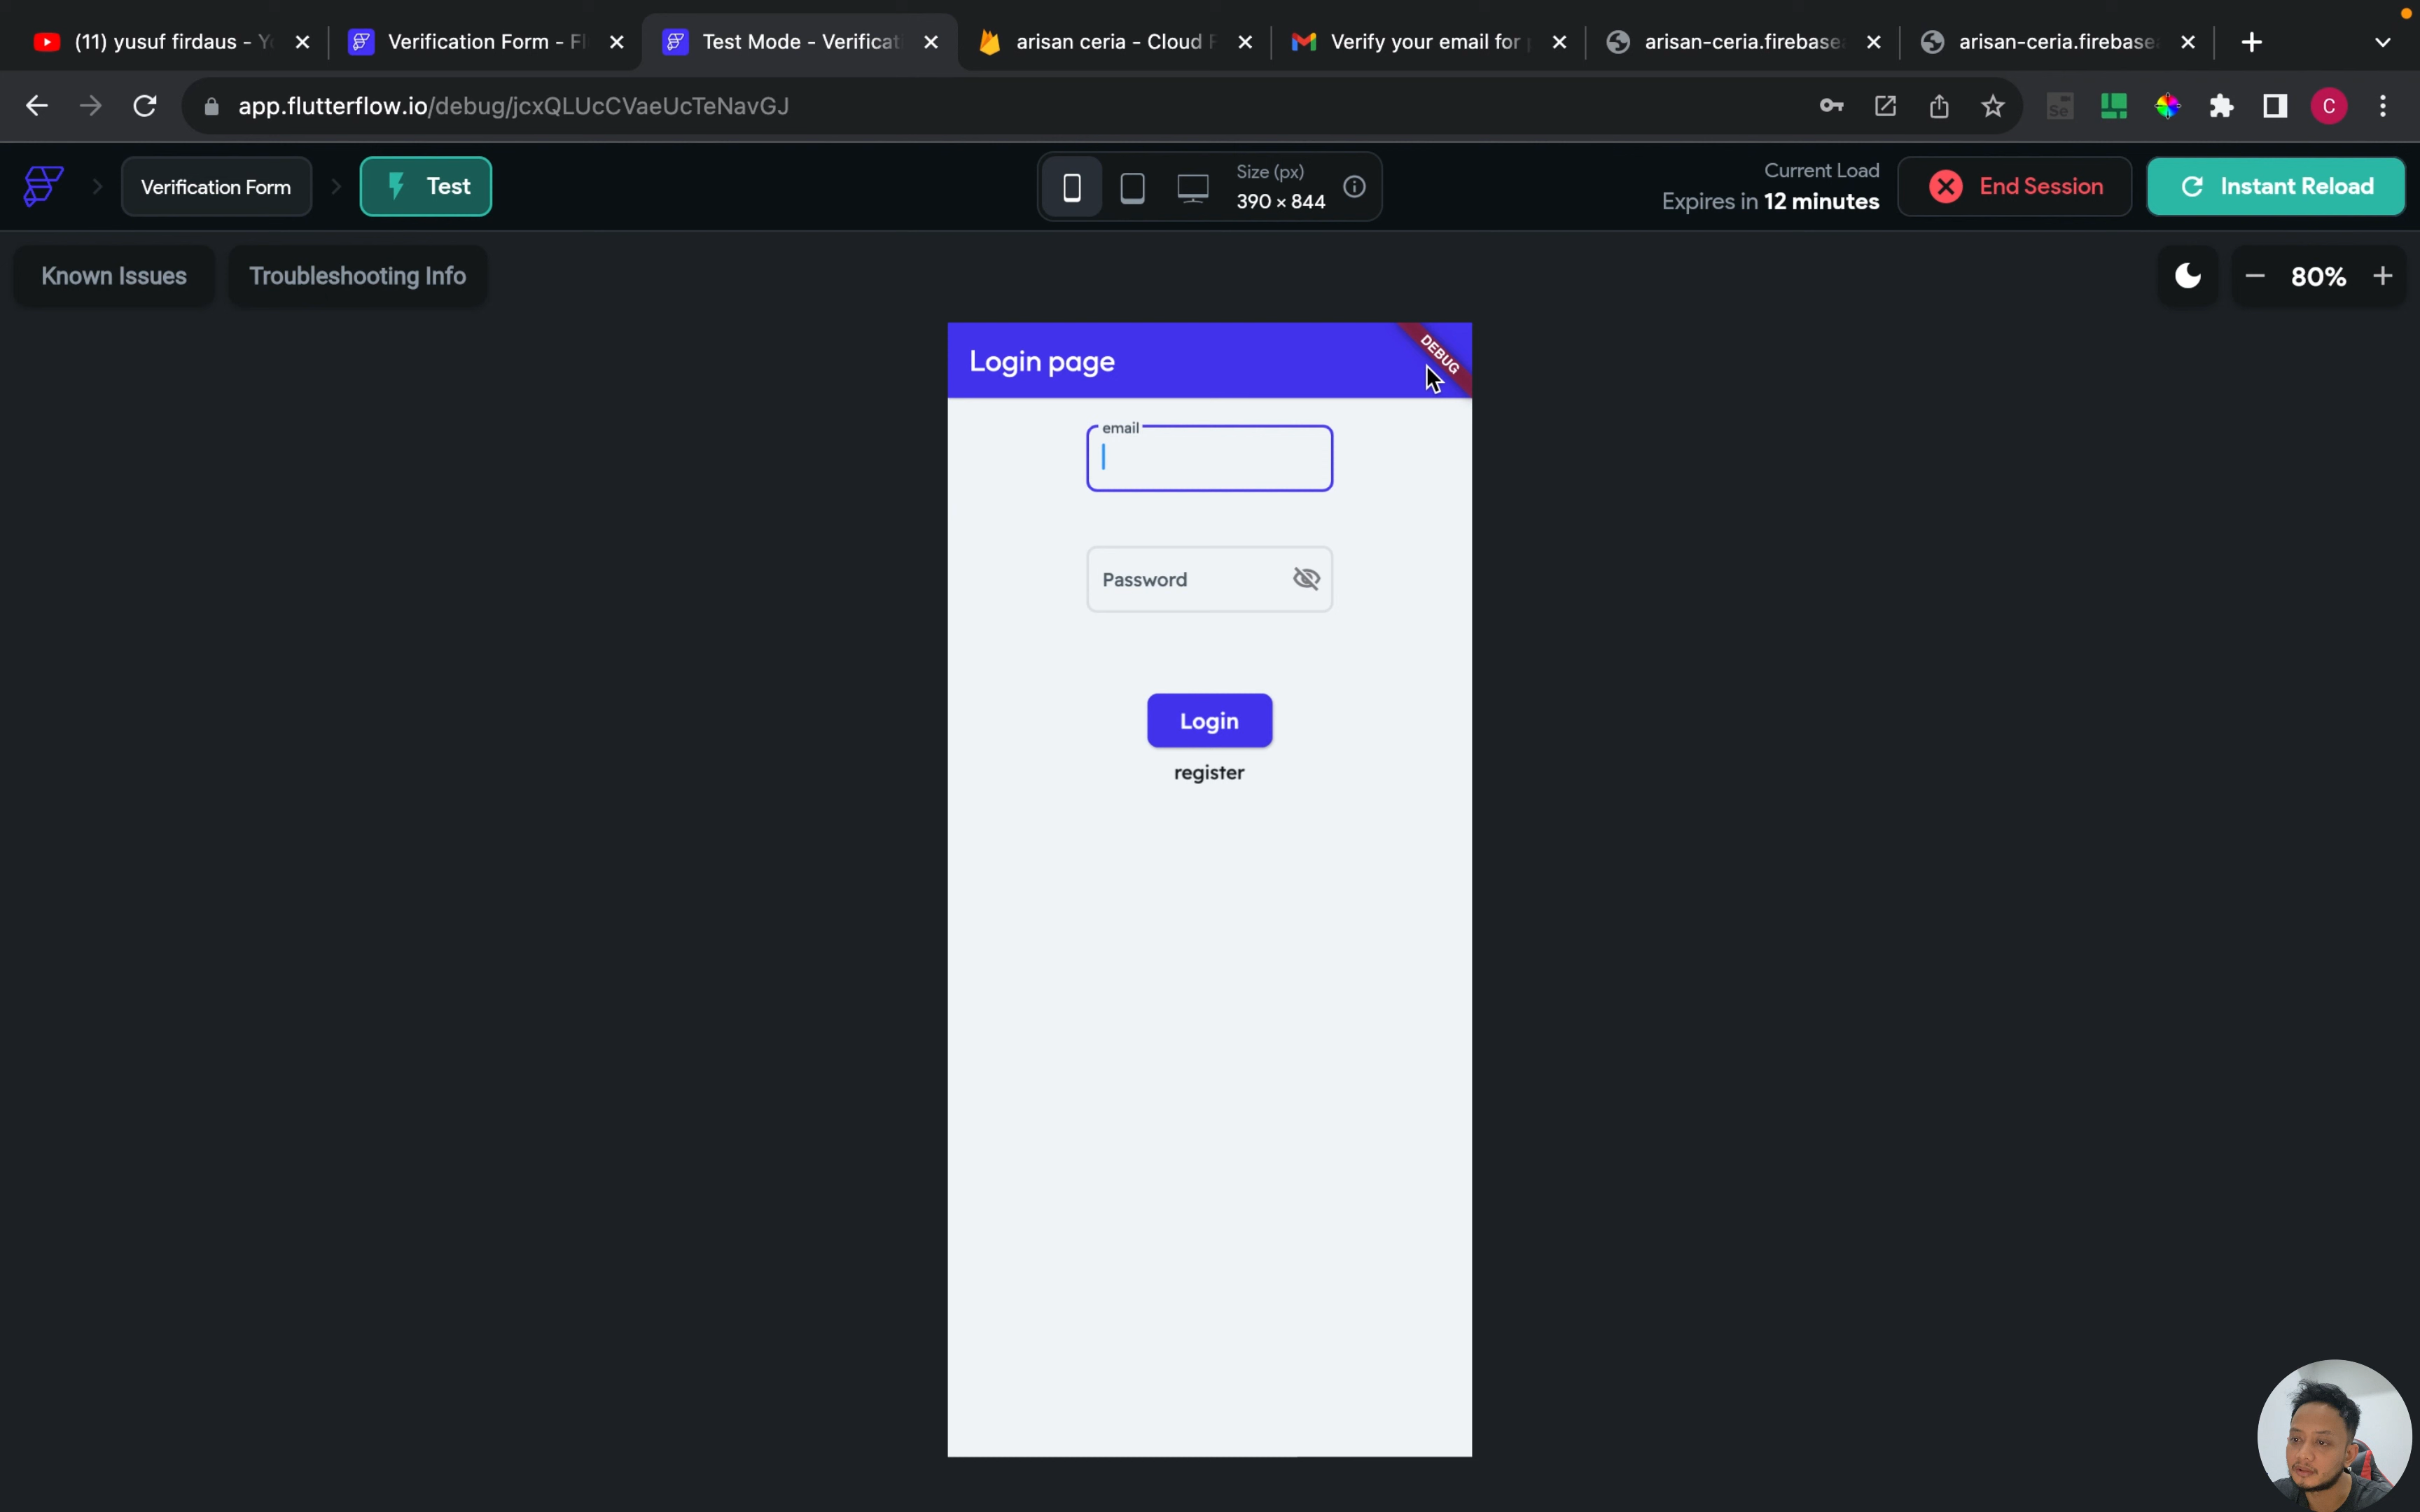 (11) yusuf firdaus - Y
Verification Form - Fl
Test Mode - Verificat
arisan ceria - Cloud F
Verify your email for
arisan-ceria.firebase
arisan-ceria.firebase
app.flutterflow.io/debug/jcxQLUcCVaeUcTeNavGJ
Se
C
Verification Form
Test
Size (px)
390 × 844
Current Load
Expires in 12 minutes
End Session
Instant Reload
Known Issues
Troubleshooting Info
80%
Login page
DEBUG
email
Password
Login
register